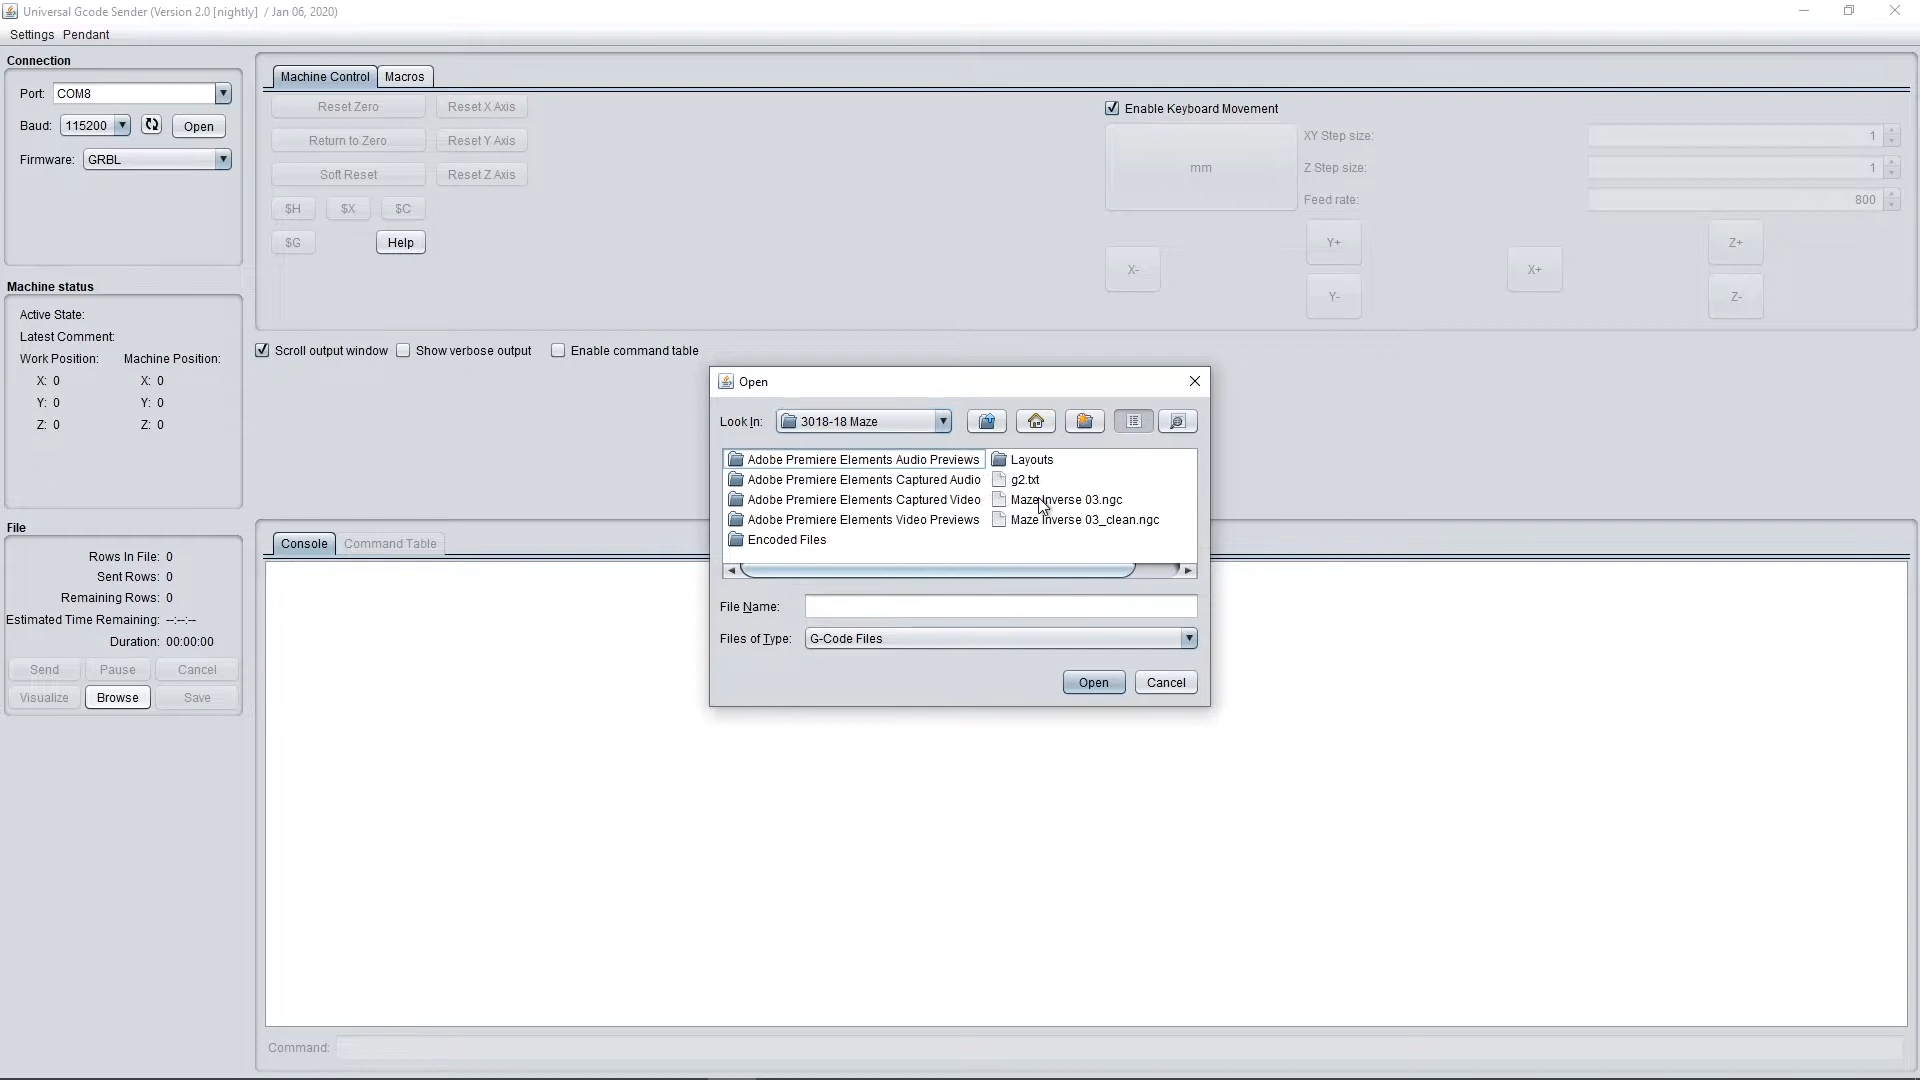 Universal Gcode Sender (Version 2.0 [nightly] / Jan 06, 2020)
Settings Pendant
Connection
Port: COM8
Baud: 115200 Open
Firmware: GRBL
Machine Control Macros
Reset Zero Reset X Axis
Return to Zero Reset Y Axis
Soft Reset Reset Z Axis
$H $X $C
$G Help
Enable Keyboard Movement
mm
XY Step size: 1
Z Step size: 1
Feed rate: 800
Y+
Z+
X-
X+
Y-
Z-
Machine status
Active State:
Latest Comment:
Work Position: Machine Position:
X: 0 X: 0
Y: 0 Y: 0
Z: 0 Z: 0
Scroll output window Show verbose output Enable command table
Open
Look In: 3018-18 Maze
Adobe Premiere Elements Audio Previews
Adobe Premiere Elements Captured Audio
Adobe Premiere Elements Captured Video
Adobe Premiere Elements Video Previews
Encoded Files
Layouts
g2.txt
Maze Inverse 03.ngc
Maze Inverse 03_clean.ngc
File Name:
Files of Type: G-Code Files
Open Cancel
File
Rows In File: 0
Sent Rows: 0
Remaining Rows: 0
Estimated Time Remaining: --:--:--
Duration: 00:00:00
Send Pause Cancel
Visualize Browse Save
Console Command Table
Command: